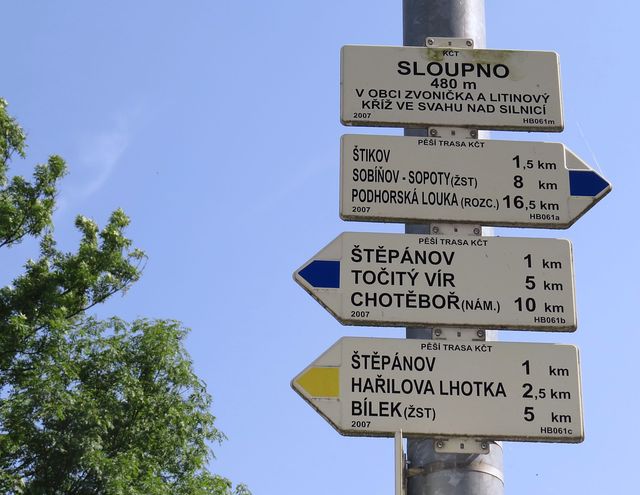 KČT
SLOUPNO
480 m
V OBCI ZVONIČKA A LITINOVÝ
KŘÍŽ VE SVAHU NAD SILNICÍ
2007 HB061m
PĚŠÍ TRASA KČT
ŠTIKOV 1,5 km
SOBÍŇOV - SOPOTY (ŽST) 8 km
PODHORSKÁ LOUKA (ROZC.) 16,5 km
2007 HB061a
PĚŠÍ TRASA KČT
ŠTĚPÁNOV 1 km
TOČITÝ VÍR 5 km
CHOTĚBOŘ (NÁM.) 10 km
2007 HB061b
PĚŠÍ TRASA KČT
ŠTĚPÁNOV 1 km
HAŘILOVA LHOTKA 2,5 km
BÍLEK (ŽST) 5 km
2007 HB061c